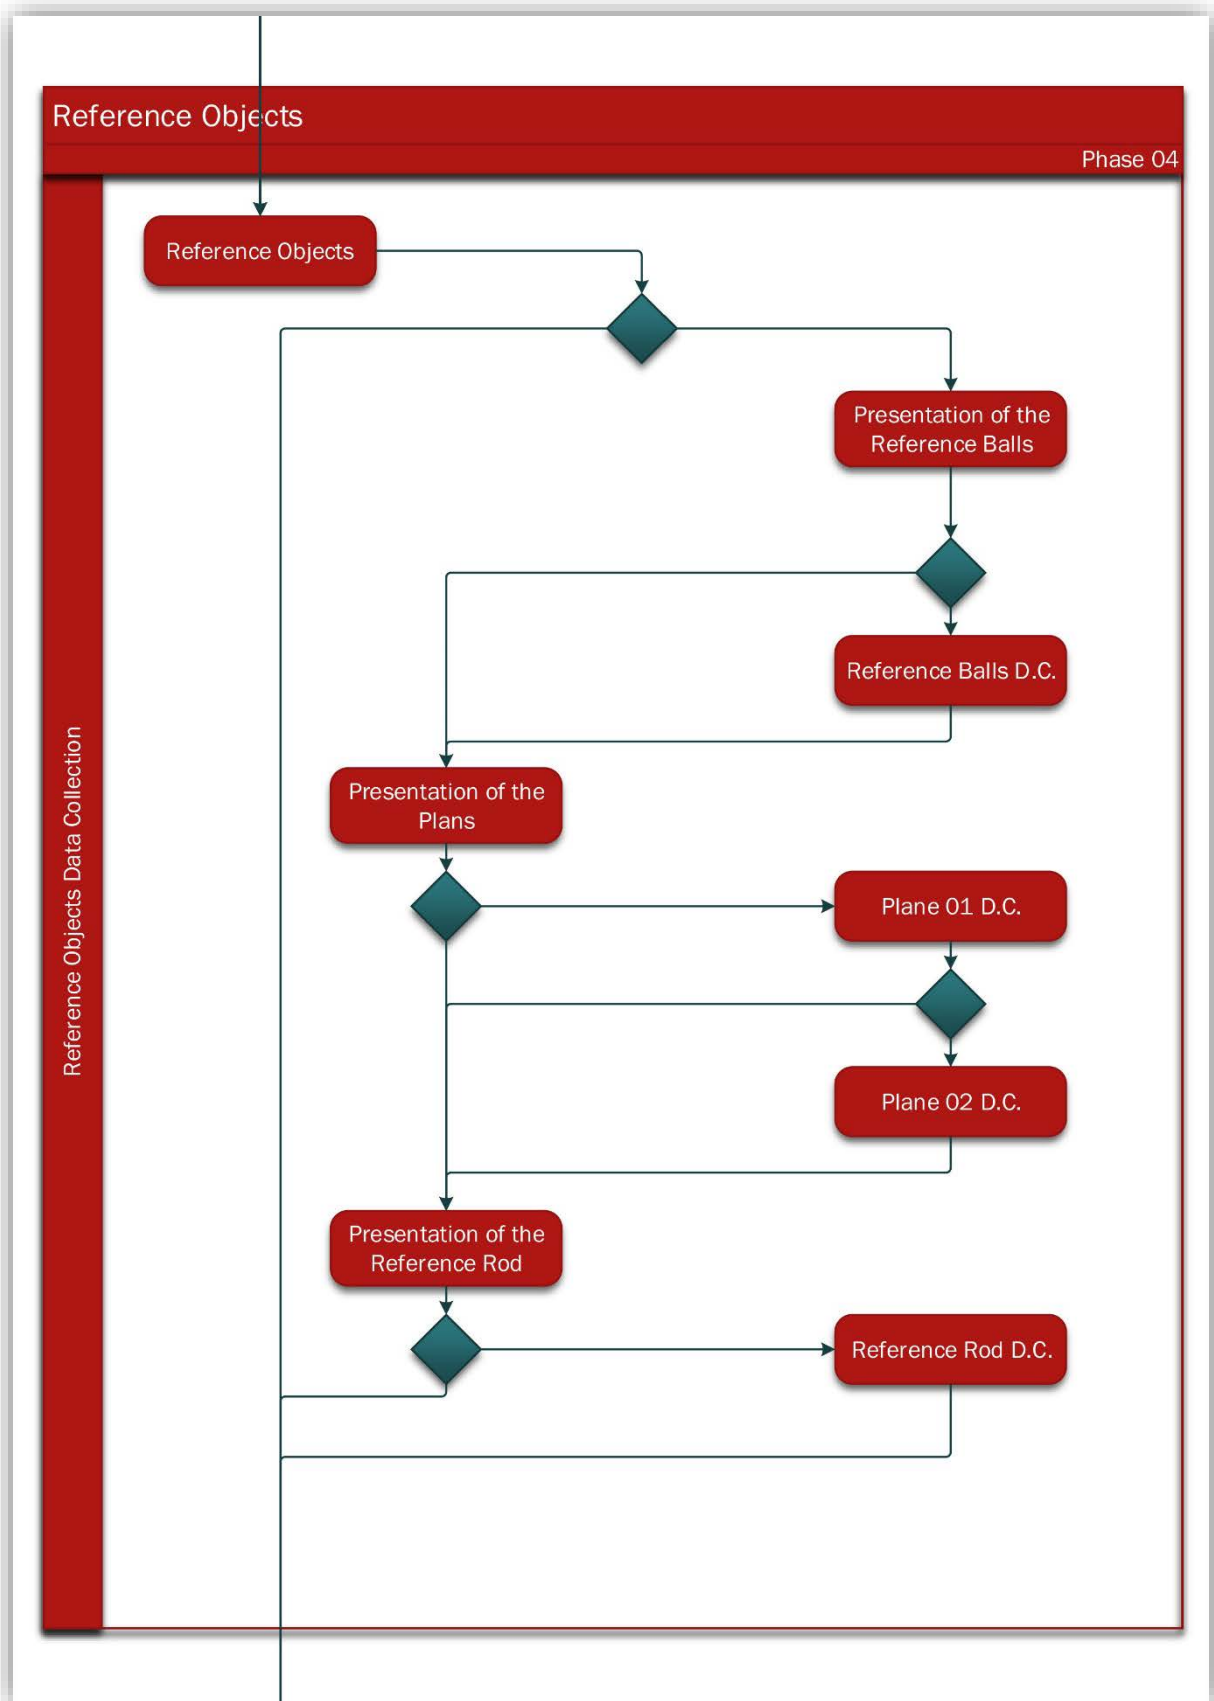 Reference Objects
Phase 04
Reference Objects Data Collection
Reference Objects
Presentation of the
Reference Balls
Reference Balls D.C.
Presentation of the
Plans
Plane 01 D.C.
Plane 02 D.C.
Presentation of the
Reference Rod
Reference Rod D.C.